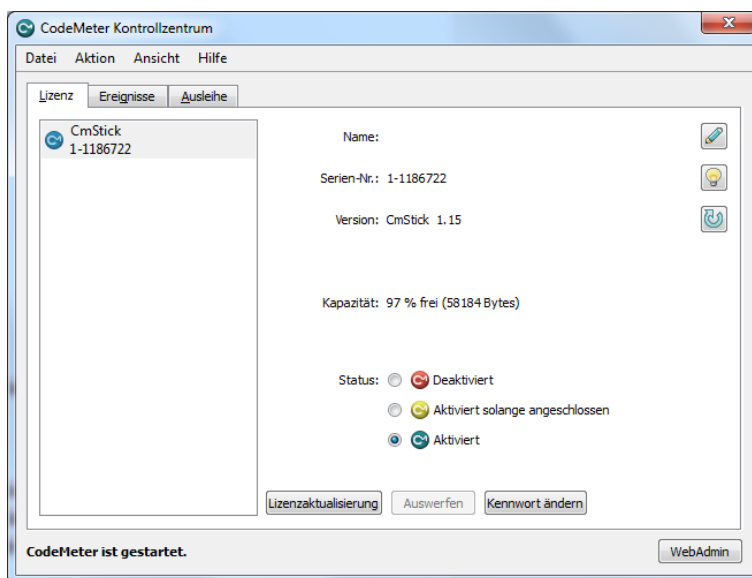 CodeMeter Kontrollzentrum
Datei Aktion Ansicht Hilfe
Lizenz Ereignisse Ausleihe
CmStick
1-1186722
Name:
Serien-Nr.: 1-1186722
Version: CmStick 1.15
Kapazität: 97 % frei (58184 Bytes)
Status: Deaktiviert
Aktiviert solange angeschlossen
Aktiviert
Lizenzaktualisierung Auswerfen Kennwort ändern
CodeMeter ist gestartet. WebAdmin